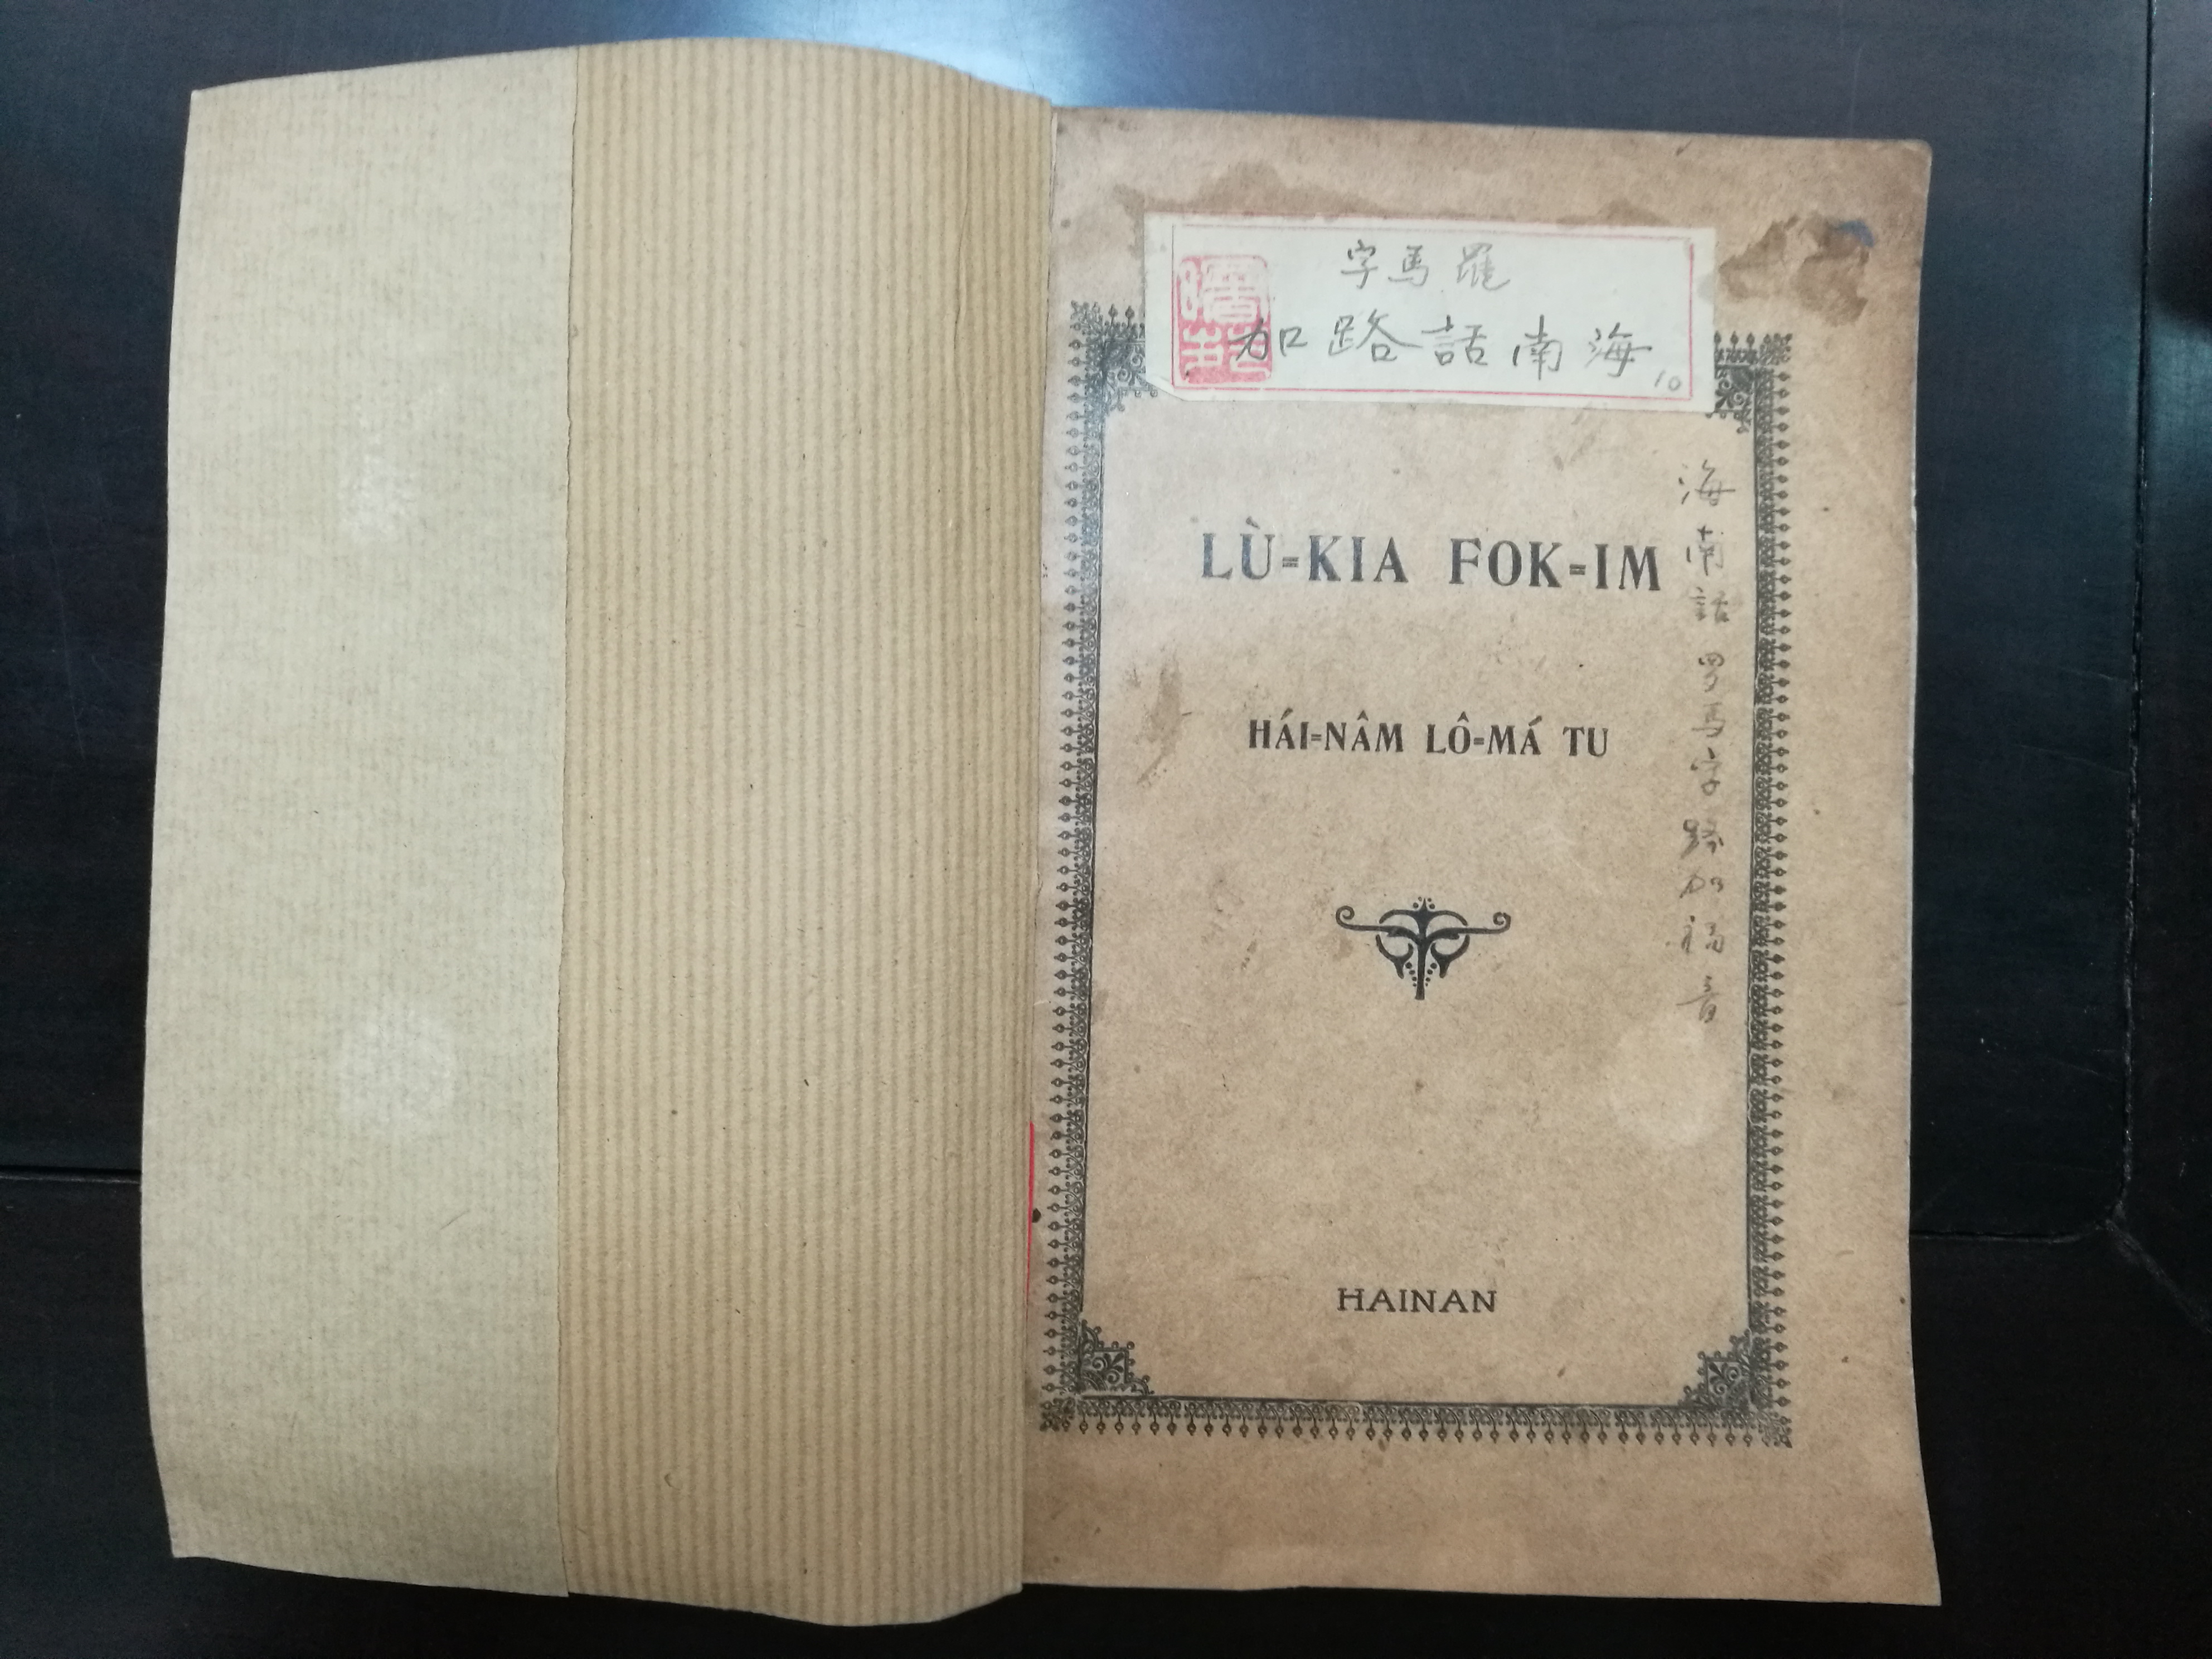 字馬羅
加路話南海
10
LÙ=KIA FOK=IM
HÁI=NÂM LÔ=MÁ TU
HAINAN
海南話罗馬字路加福音